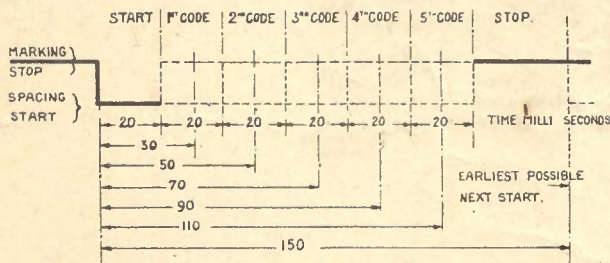 START 1ST CODE 2ND CODE 3RD CODE 4TH CODE 5TH CODE STOP.
MARKING
STOP
SPACING
START
20 20 20 20 20 20 TIME MILLI SECONDS
30
50
70
EARLIEST POSSIBLE
90
NEXT START.
110
150